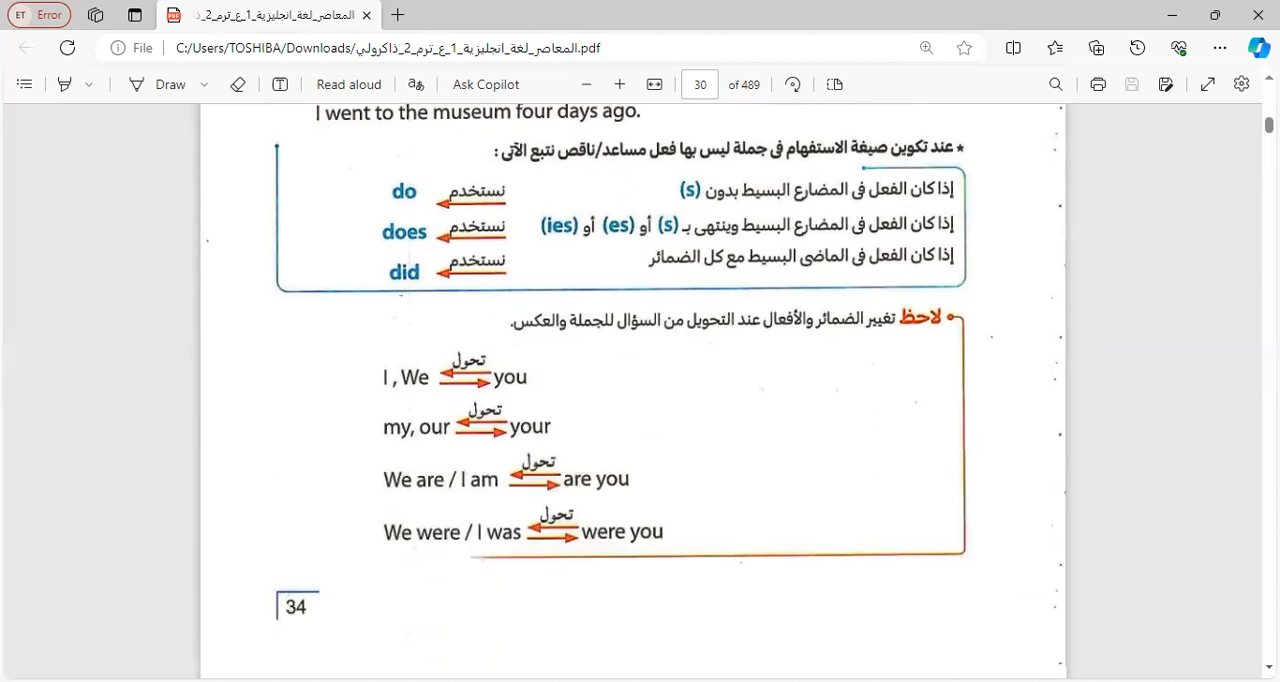 ET Error
المعاصر_لغة_انجليزية_1_ع_ترم_2_ذا
File C:/Users/TOSHIBA/Downloads/المعاصر_لغة_انجليزية_1_ع_ترم_2_ذاكرولي.pdf
Draw
Read aloud
aあ
Ask Copilot
30 of 489
I went to the museum four days ago.
* عند تكوين صيغة الاستفهام فى جملة ليس بها فعل مساعد/ناقص نتبع الآتى :
إذا كان الفعل فى المضارع البسيط بدون (s) نستخدم do
إذا كان الفعل فى المضارع البسيط وينتهى بـ (s) أو (es) أو (ies) نستخدم does
إذا كان الفعل فى الماضى البسيط مع كل الضمائر نستخدم did
لاحظ تغيير الضمائر والأفعال عند التحويل من السؤال للجملة والعكس.
I , We تحول you
my, our تحول your
We are / I am تحول are you
We were / I was تحول were you
34